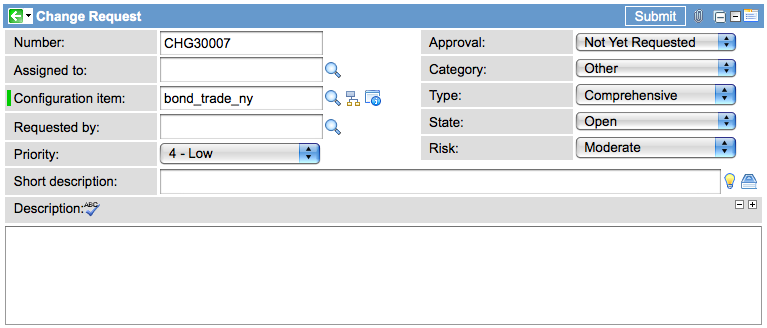 Change Request
Submit
Number: CHG30007
Approval: Not Yet Requested
Assigned to:
Category: Other
Configuration item: bond_trade_ny
Type: Comprehensive
Requested by:
State: Open
Priority: 4 - Low
Risk: Moderate
Short description:
Description: ABC